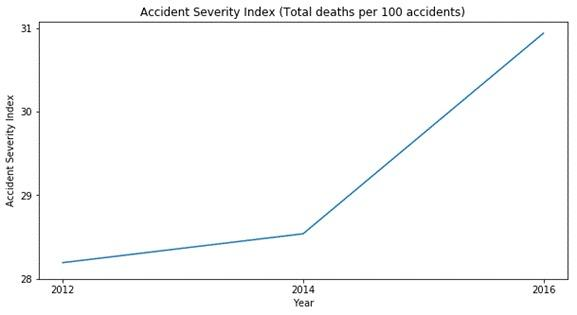 Accident Severity Index (Total deaths per 100 accidents)
31
30
29
28
Accident Severity Index
2012
2014
2016
Year